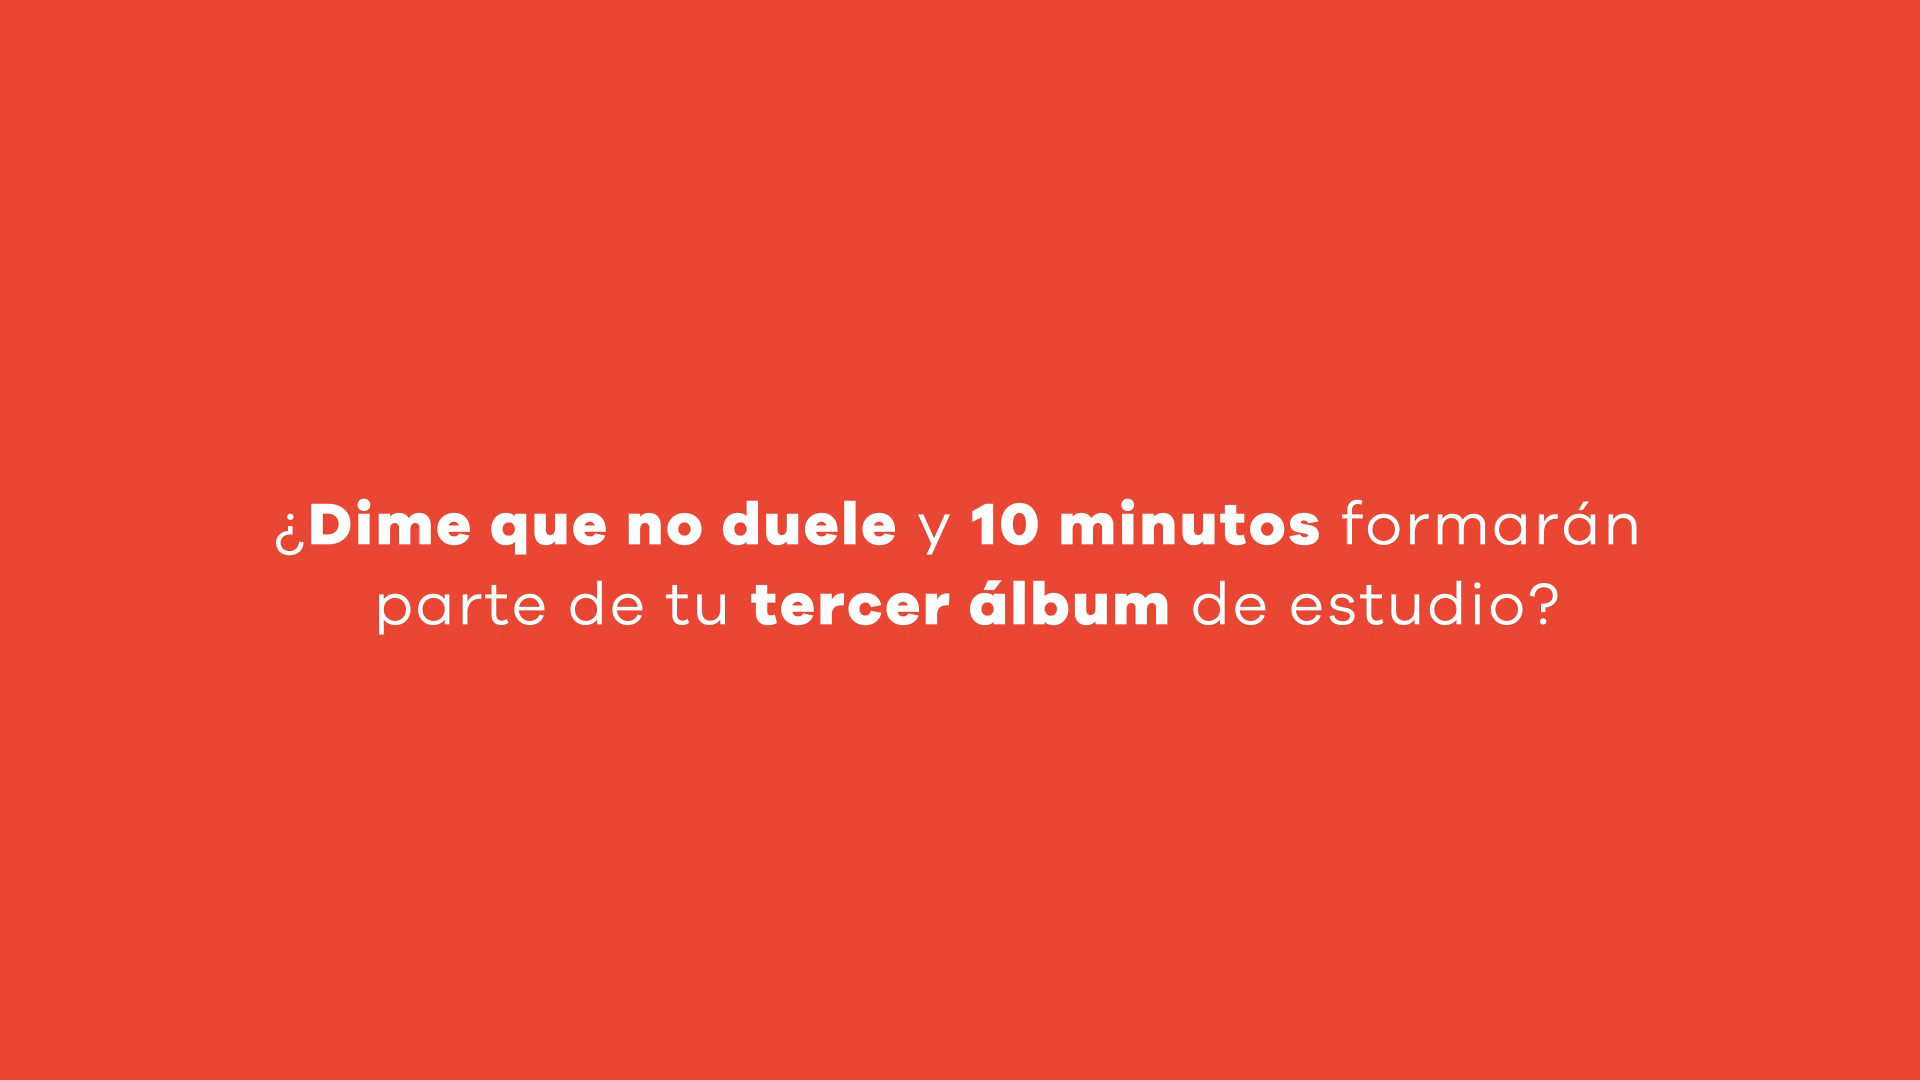 ¿Dime que no duele y 10 minutos formarán
parte de tu tercer álbum de estudio?